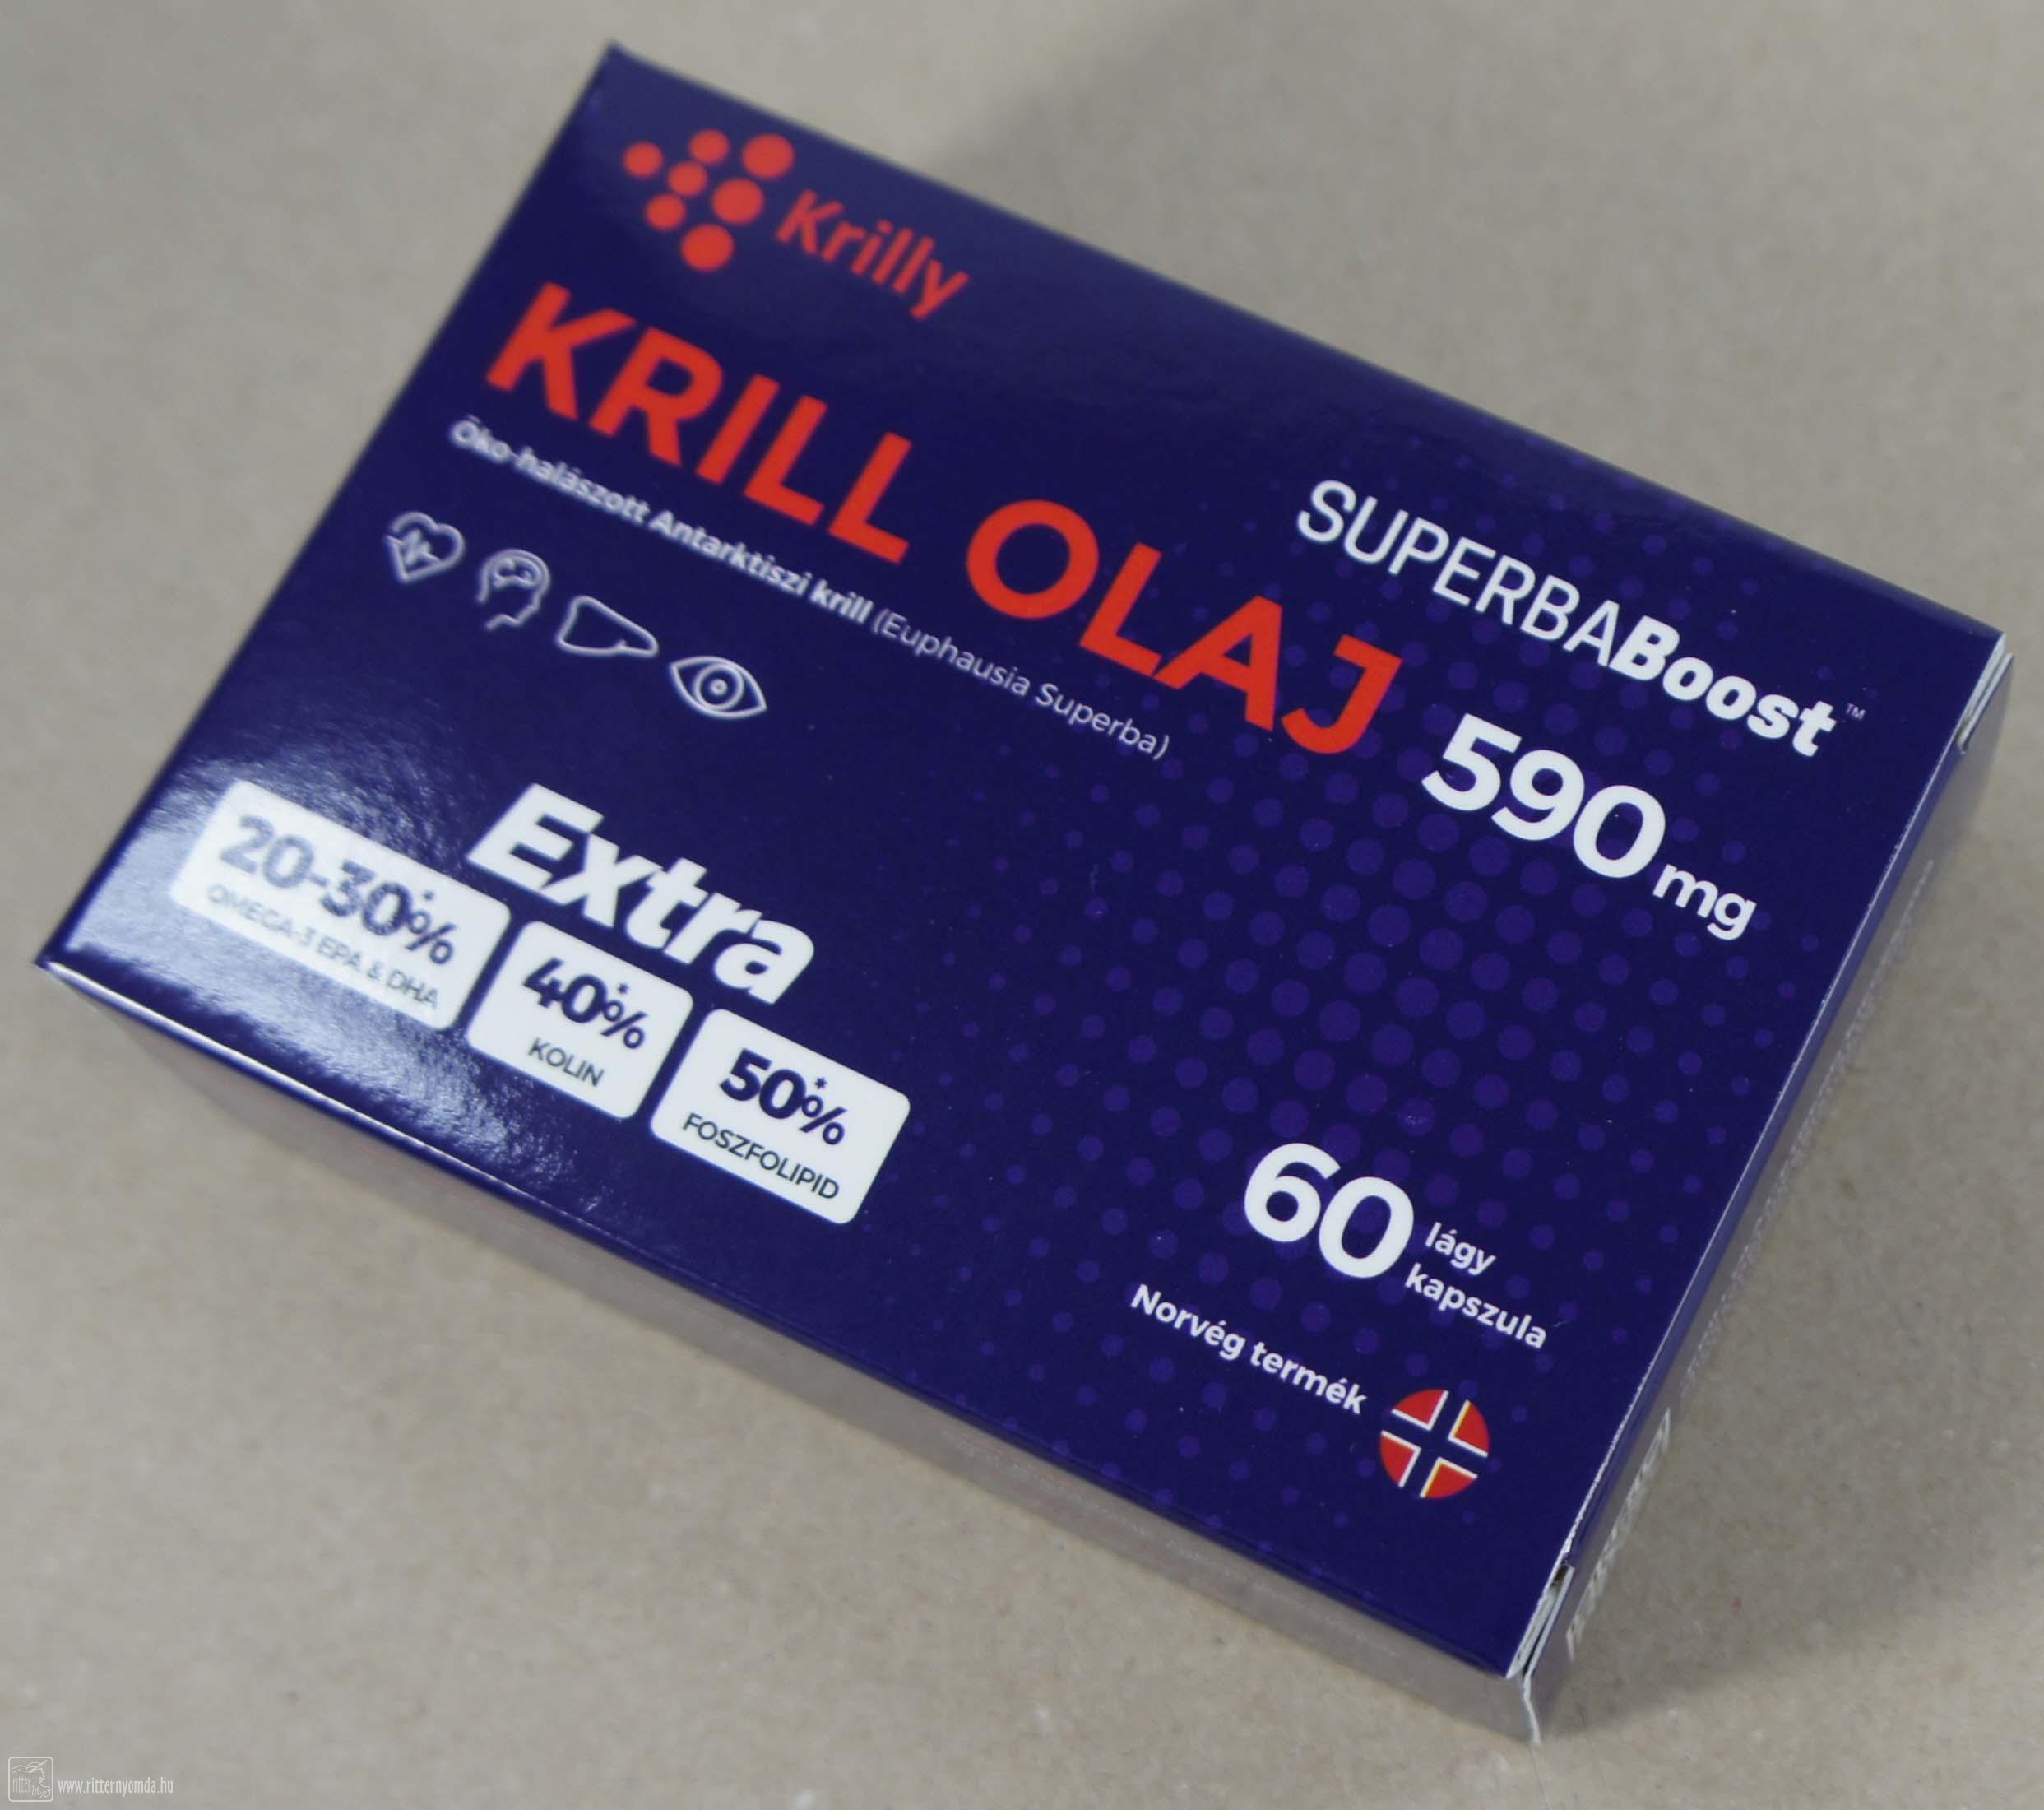 Krilly
KRILL OLAJ
Öko-halászott Antarktiszi krill (Euphausia Superba)
SUPERBABoost™
590 mg
Extra
20-30%*
OMEGA-3 EPA & DHA
40%*
KOLIN
50%*
FOSZFOLIPID
60 lágy
kapszula
Norvég termék
ritter
www.ritternyomda.hu